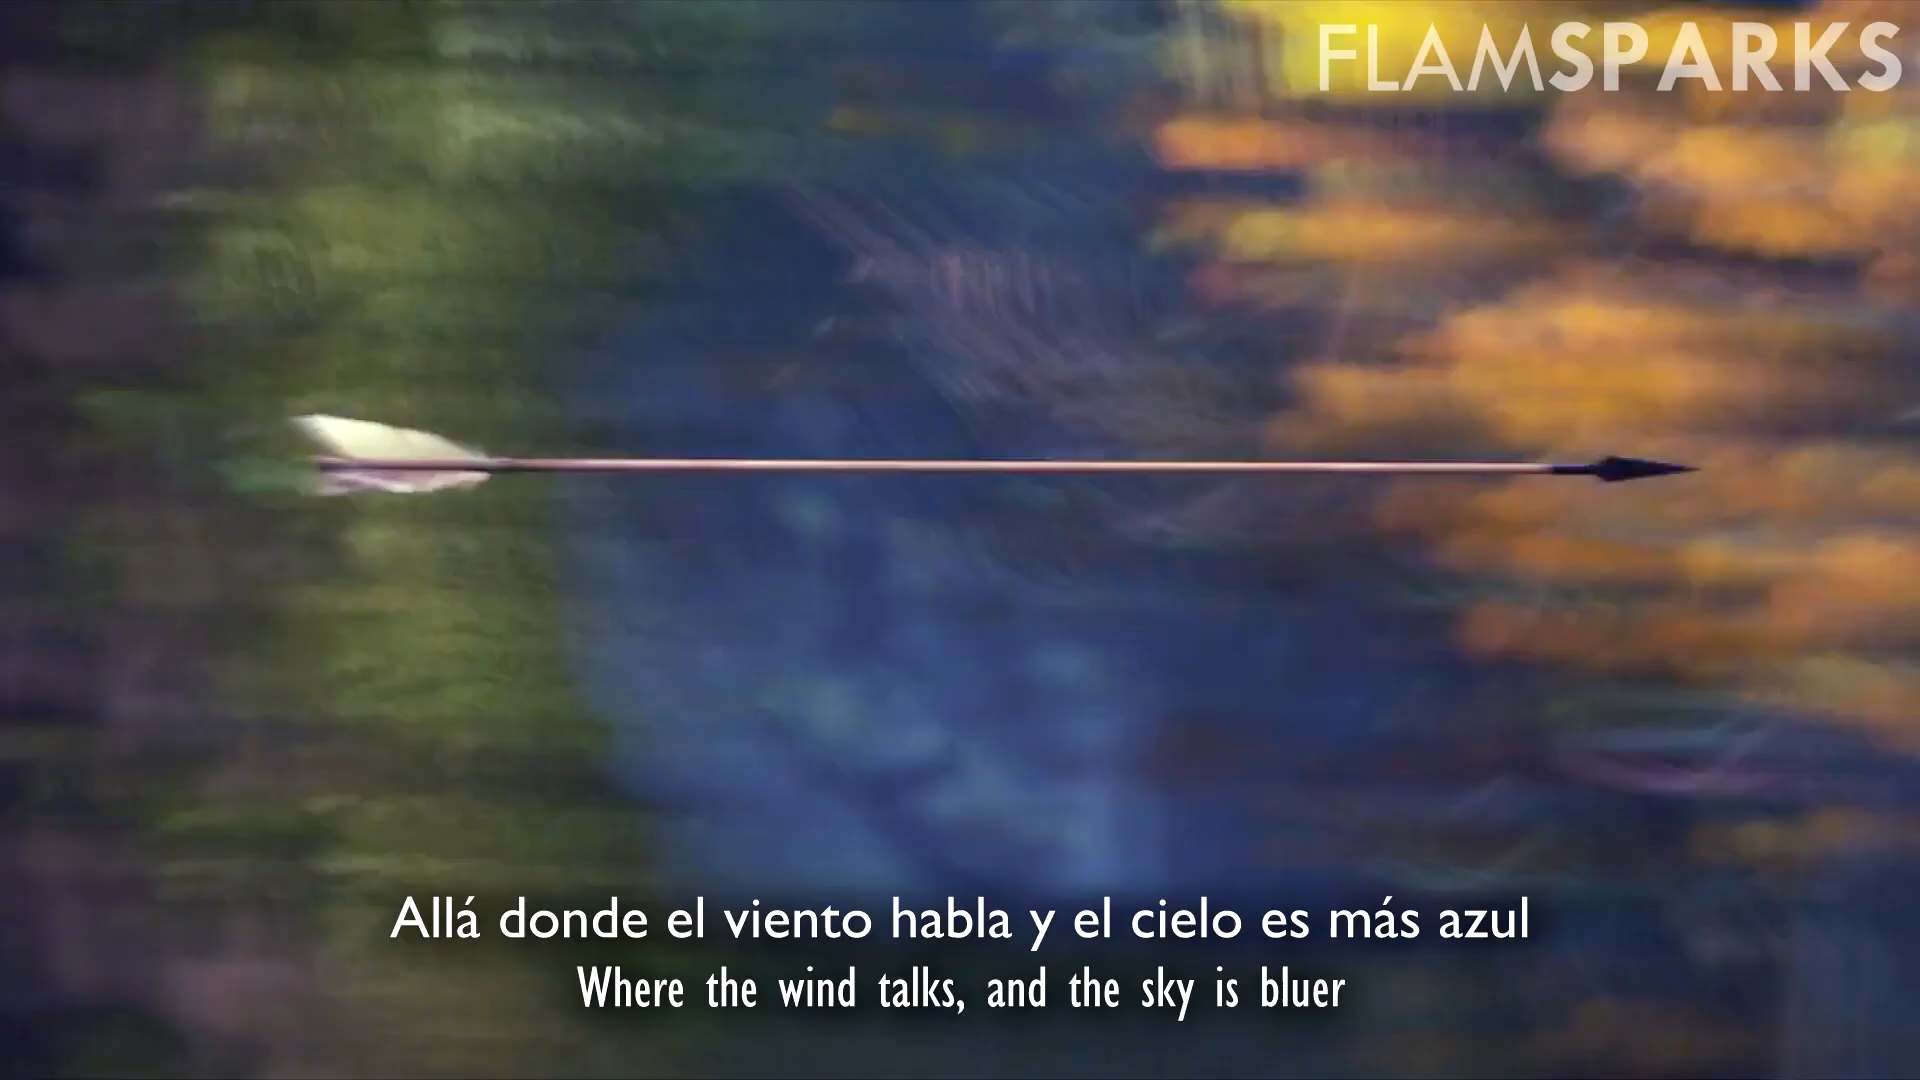 FLAMSPARKS
Allá donde el viento habla y el cielo es más azul
Where the wind talks, and the sky is bluer